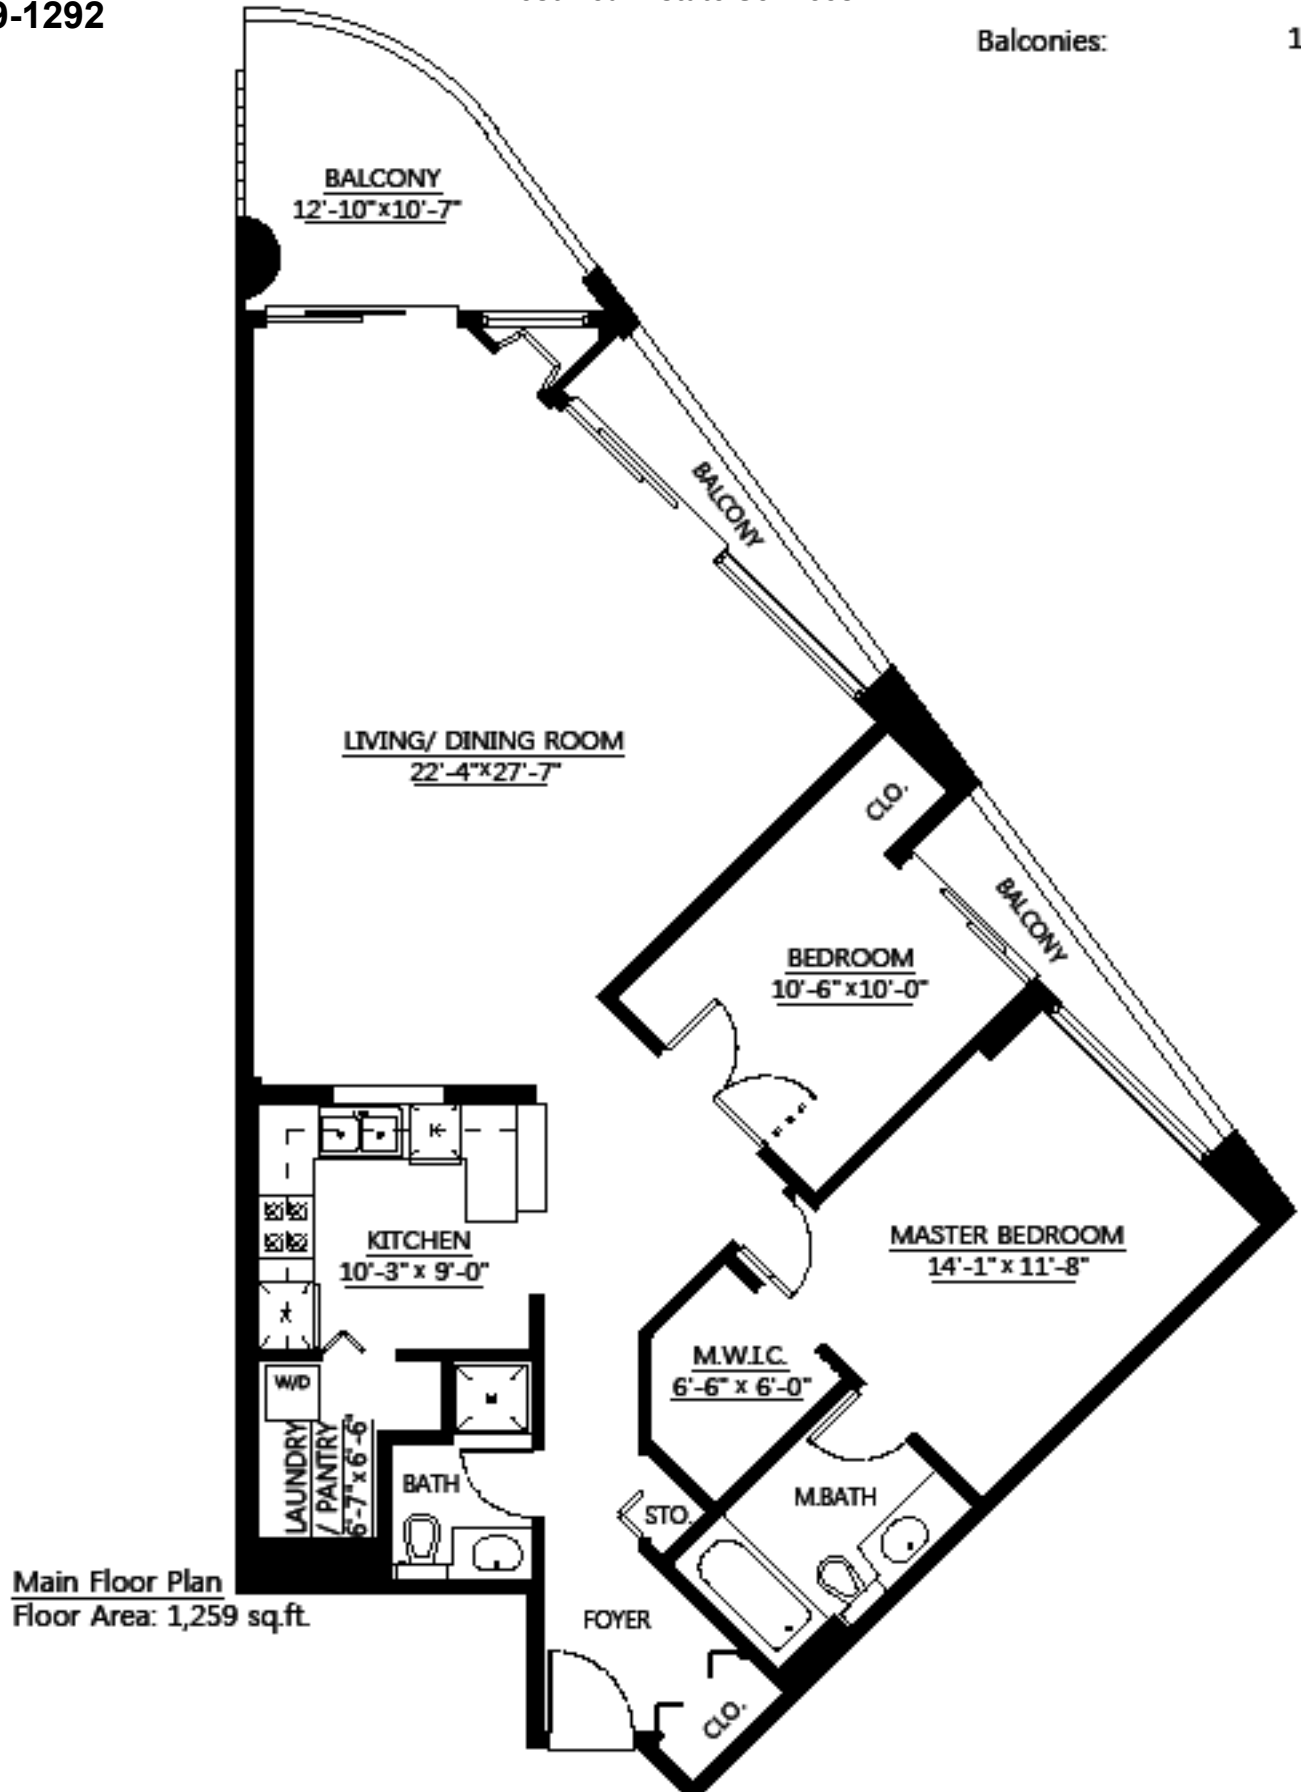 9-1292
Balconies:
1
BALCONY
12'-10"x10'-7"
BALCONY
LIVING/ DINING ROOM
22'-4"x27'-7"
CLO.
BALCONY
BEDROOM
10'-6"x10'-0"
KITCHEN
10'-3" x 9'-0"
MASTER BEDROOM
14'-1" x 11'-8"
M.W.I.C.
6'-6" x 6'-0"
W/D
LAUNDRY
/ PANTRY
6'-7"x 6'-6"
BATH
STO.
M.BATH
Main Floor Plan
Floor Area: 1,259 sq.ft.
FOYER
CLO.